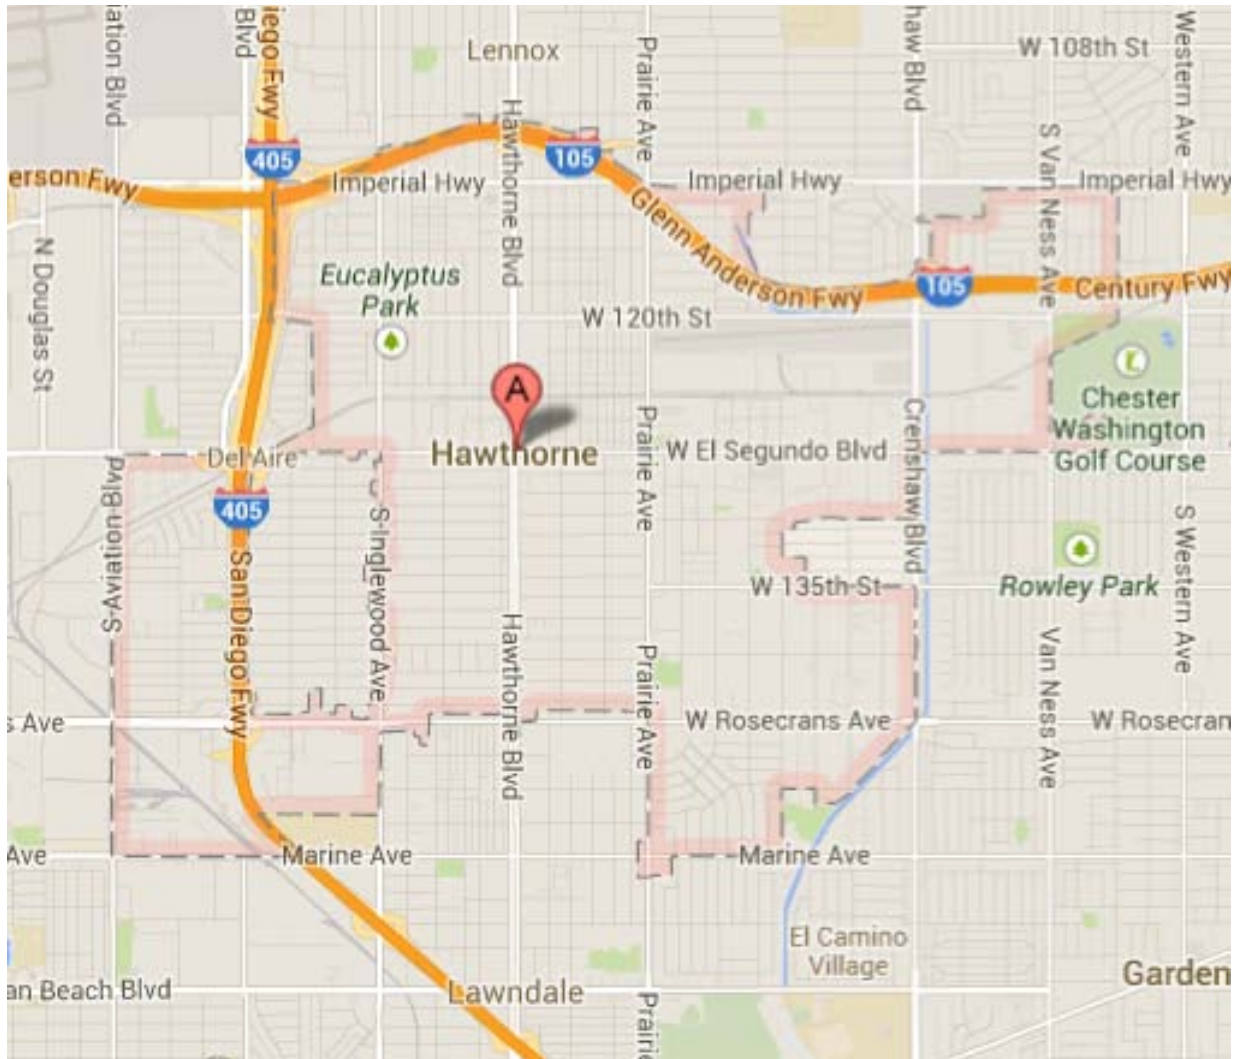 iation Blvd
Blvd
iego Fwy
Lennox
Prairie Ave
haw Blvd
W 108th St
Western Ave
405
Hawthorne Blvd
105
S Van Ness Ave
erson Fwy
Imperial Hwy
Imperial Hwy
Imperial Hwy
Glenn Anderson Fwy
N Douglas St
Eucalyptus
Park
105
Century Fwy
W 120th St
A
Chester
Washington
Golf Course
Prairie Ave
Crenshaw Blvd
Del Aire
Hawthorne
W El Segundo Blvd
S Aviation Blvd
405
S Inglewood Ave
S Western Ave
San Diego Fwy
W 135th St
Rowley Park
Hawthorne Blvd
Prairie Ave
Van Ness Ave
s Ave
W Rosecrans Ave
W Rosecran
Ave
Marine Ave
Marine Ave
El Camino
Village
an Beach Blvd
Lawndale
Prairi
Garden